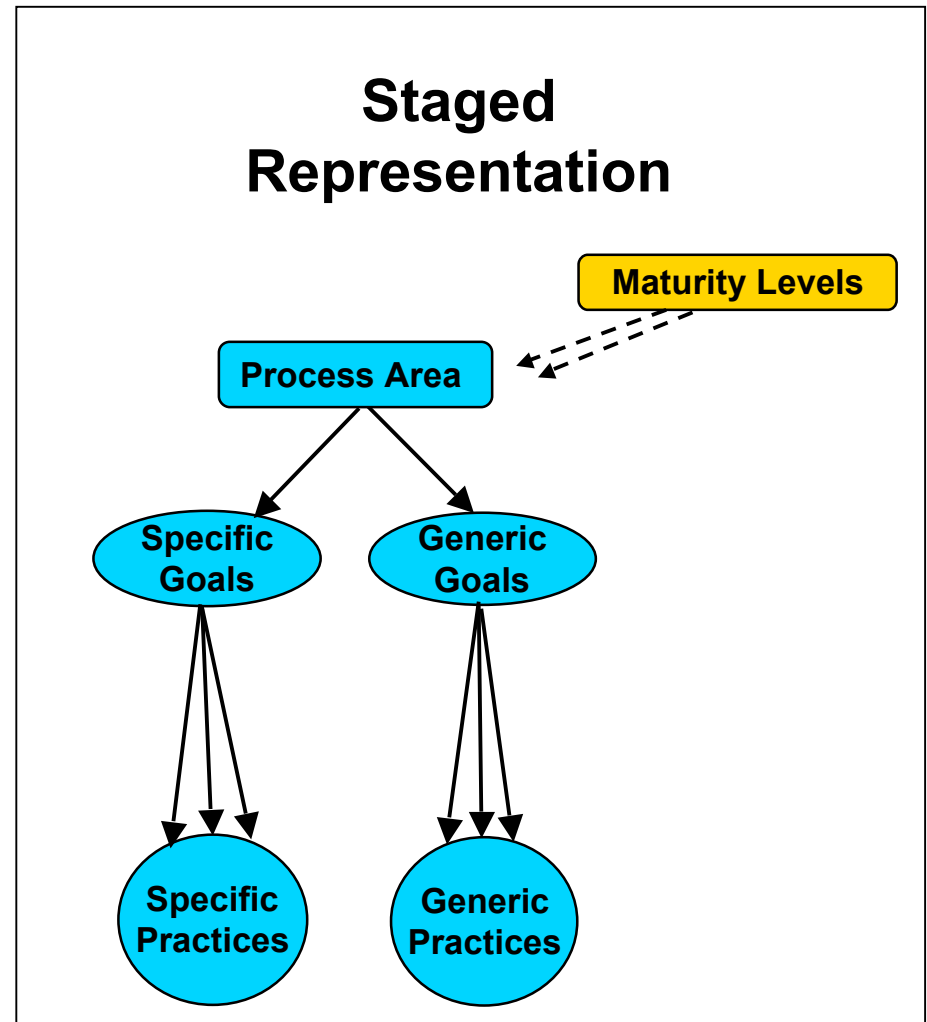 Staged
Representation
Maturity Levels
Process Area
Specific
Goals
Generic
Goals
Specific
Practices
Generic
Practices